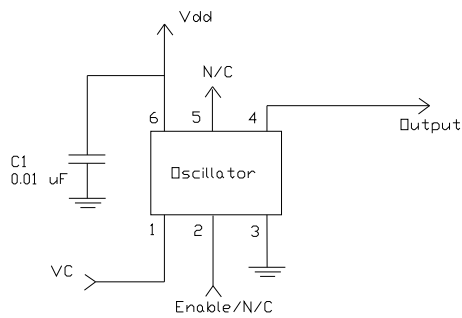 Vdd
N/C
6
5
4
Output
C1
0.01 uF
Oscillator
1
2
3
VC
Enable/N/C